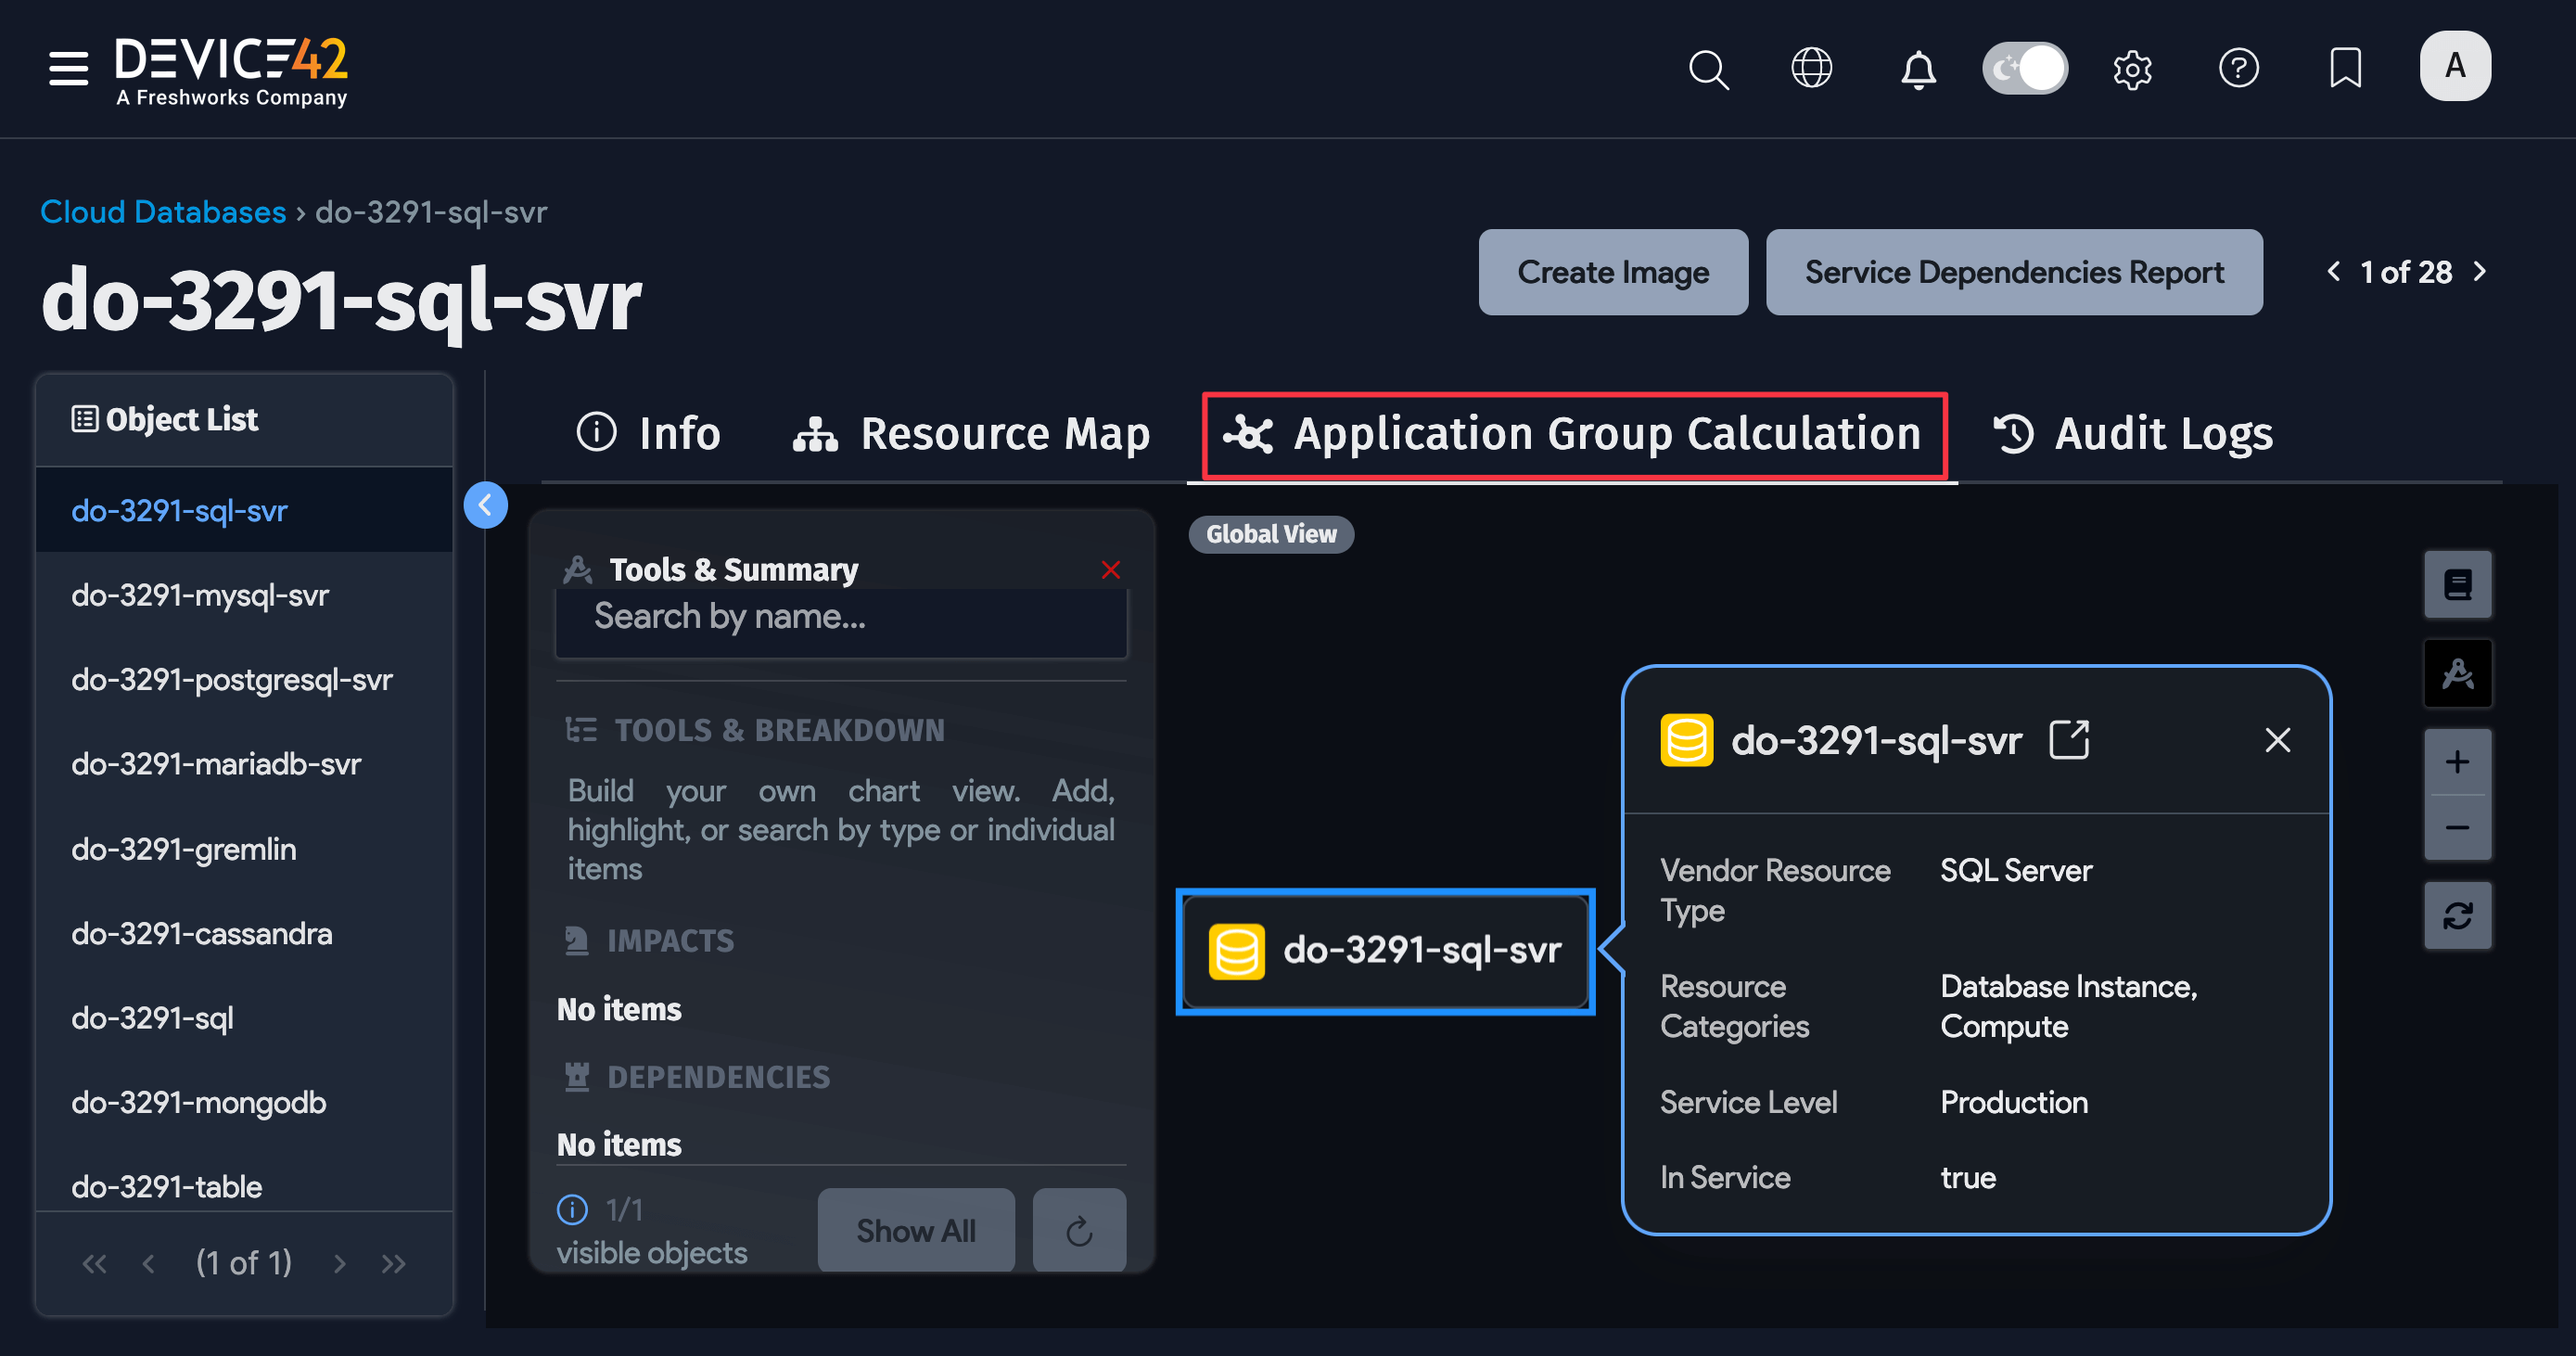 DEVICE42
A Freshworks Company
A
Cloud Databases › do-3291-sql-svr
do-3291-sql-svr
Create Image
Service Dependencies Report
1 of 28
Object List
do-3291-sql-svr
do-3291-mysql-svr
do-3291-postgresql-svr
do-3291-mariadb-svr
do-3291-gremlin
do-3291-cassandra
do-3291-sql
do-3291-mongodb
do-3291-table
(1 of 1)
Info
Resource Map
Application Group Calculation
Audit Logs
Tools & Summary
Search by name...
TOOLS & BREAKDOWN
Build your own chart view. Add,
highlight, or search by type or individual
items
IMPACTS
No items
DEPENDENCIES
No items
1/1
visible objects
Show All
Global View
do-3291-sql-svr
do-3291-sql-svr
Vendor Resource
Type
SQL Server
Resource
Categories
Database Instance,
Compute
Service Level
Production
In Service
true